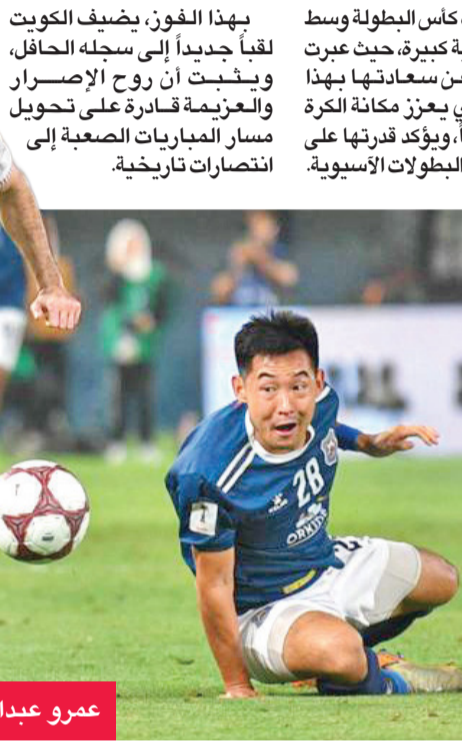 كأس البطولة وسط
ية كبيرة، حيث عبرت
ن سعادتها بهذا
ي يعزز مكانة الكرة
اً، ويؤكد قدرتها على
البطولات الآسيوية.
بهذا الفوز، يضيف الكويت
لقباً جديداً إلى سجله الحافل،
ويثبت أن روح الإصرار
والعزيمة قادرة على تحويل
مسار المباريات الصعبة إلى
انتصارات تاريخية.
28
ORKIDE
عمرو عبدا